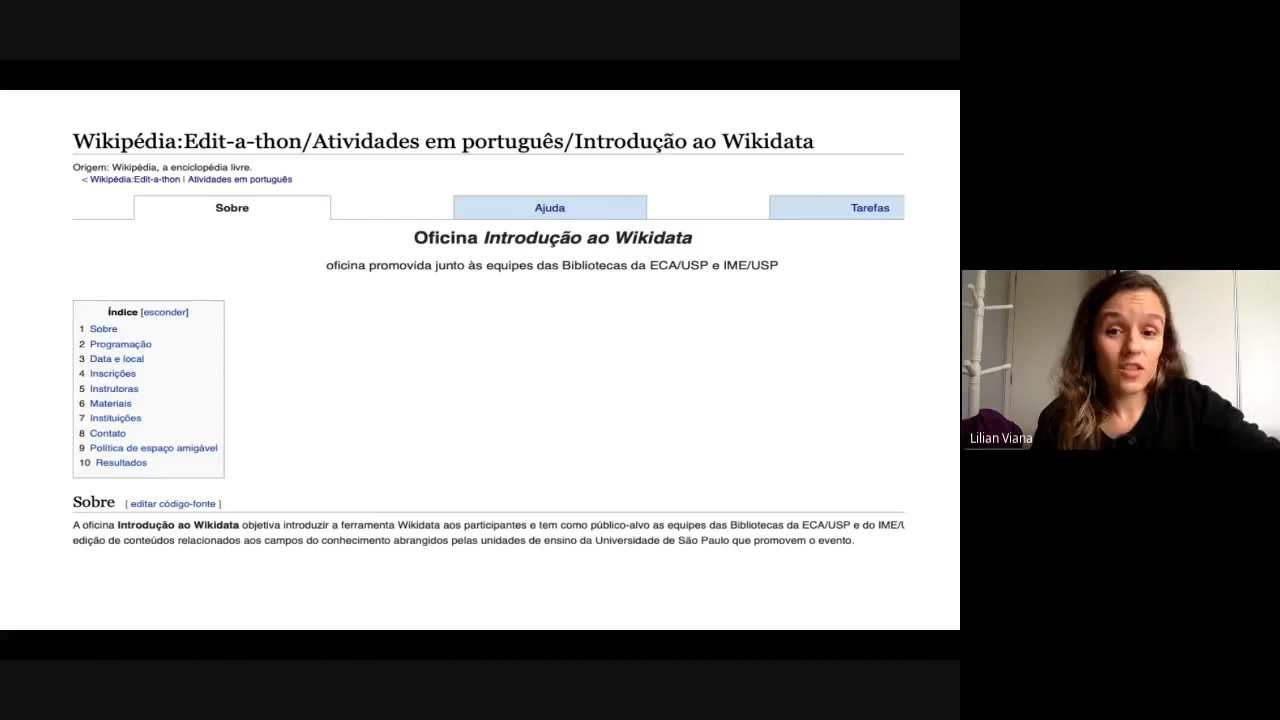 Wikipédia:Edit-a-thon/Atividades em português/Introdução ao Wikidata
Origem: Wikipédia, a enciclopédia livre.
< Wikipédia:Edit-a-thon | Atividades em português
Sobre Ajuda Tarefas
Oficina Introdução ao Wikidata
oficina promovida junto às equipes das Bibliotecas da ECA/USP e IME/USP
Índice [esconder]
1 Sobre
2 Programação
3 Data e local
4 Inscrições
5 Instrutoras
6 Materiais
7 Instituições
8 Contato
9 Política de espaço amigável
10 Resultados
Sobre [ editar código-fonte ]
A oficina Introdução ao Wikidata objetiva introduzir a ferramenta Wikidata aos participantes e tem como público-alvo as equipes das Bibliotecas da ECA/USP e do IME/
edição de conteúdos relacionados aos campos do conhecimento abrangidos pelas unidades de ensino da Universidade de São Paulo que promovem o evento.
Lilian Viana